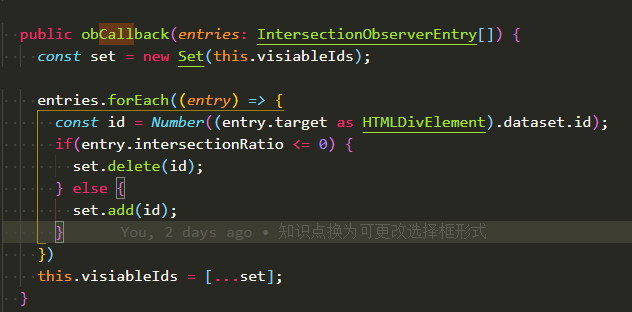 public obCallback(entries: IntersectionObserverEntry[]) {
const set = new Set(this.visiableIds);
entries.forEach((entry) => {
const id = Number((entry.target as HTMLDivElement).dataset.id);
if(entry.intersectionRatio <= 0) {
set.delete(id);
} else {
set.add(id);
} You, 2 days ago • 知识点换为可更改选择框形式
})
this.visiableIds = [...set];
}